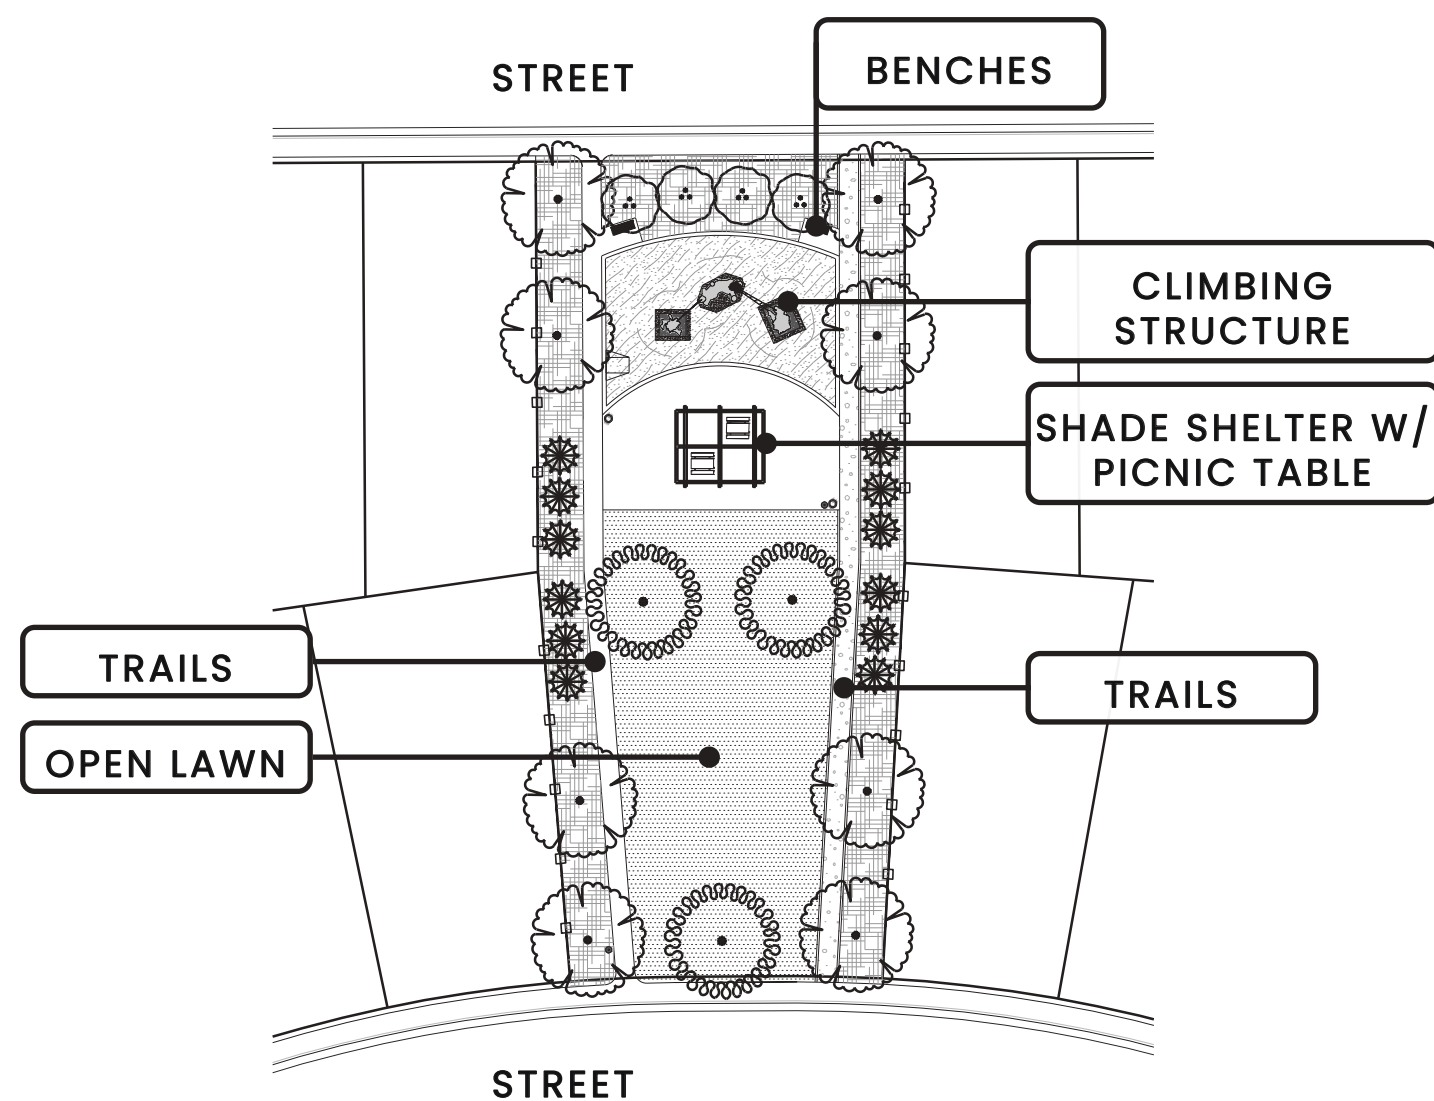 STREET
BENCHES
CLIMBING
STRUCTURE
SHADE SHELTER W/
PICNIC TABLE
TRAILS
TRAILS
OPEN LAWN
STREET